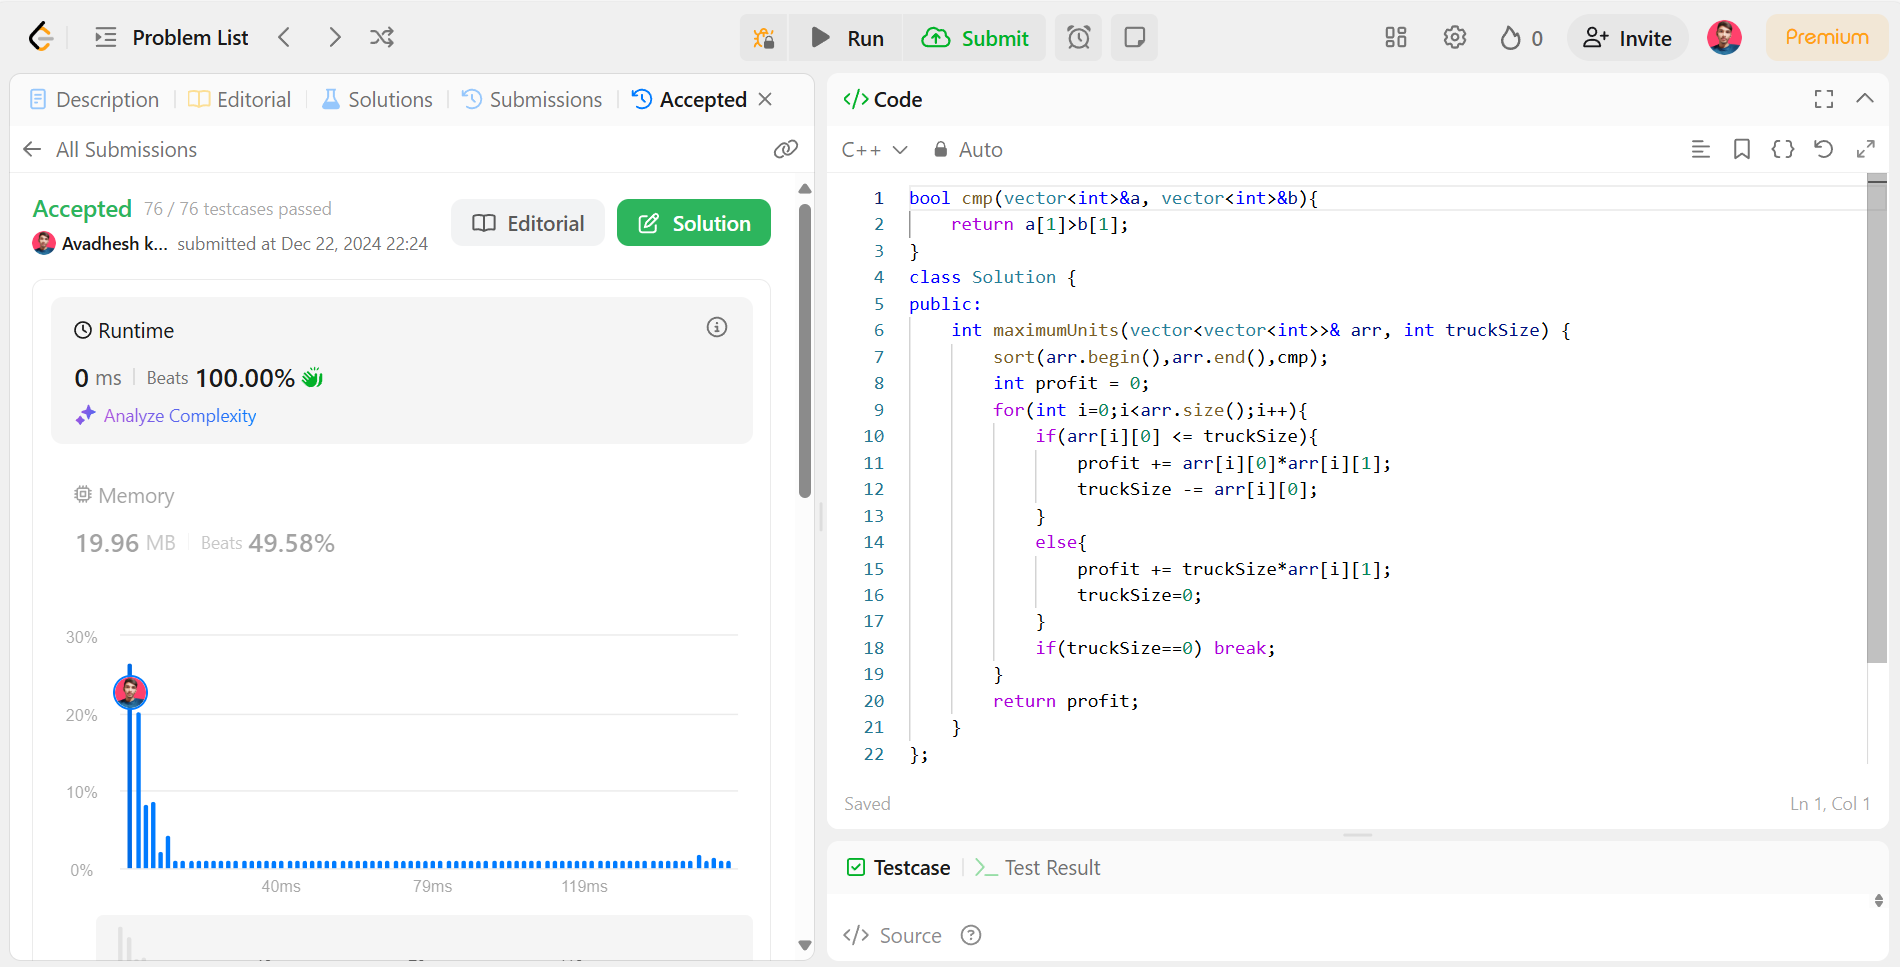 Problem List
Run
Submit
0
Invite
Premium
Description
Editorial
Solutions
Submissions
Accepted
All Submissions
Accepted 76 / 76 testcases passed
Avadhesh k... submitted at Dec 22, 2024 22:24
Editorial
Solution
Runtime
0 ms Beats 100.00%
Analyze Complexity
Memory
19.96 MB Beats 49.58%
30%
20%
10%
0%
40ms 79ms 119ms
</> Code
C++ Auto
1 bool cmp(vector<int>&a, vector<int>&b){
2     return a[1]>b[1];
3 }
4 class Solution {
5 public:
6     int maximumUnits(vector<vector<int>>& arr, int truckSize) {
7         sort(arr.begin(),arr.end(),cmp);
8         int profit = 0;
9         for(int i=0;i<arr.size();i++){
10             if(arr[i][0] <= truckSize){
11                 profit += arr[i][0]*arr[i][1];
12                 truckSize -= arr[i][0];
13             }
14             else{
15                 profit += truckSize*arr[i][1];
16                 truckSize=0;
17             }
18             if(truckSize==0) break;
19         }
20         return profit;
21     }
22 };
Saved
Ln 1, Col 1
Testcase
Test Result
</> Source